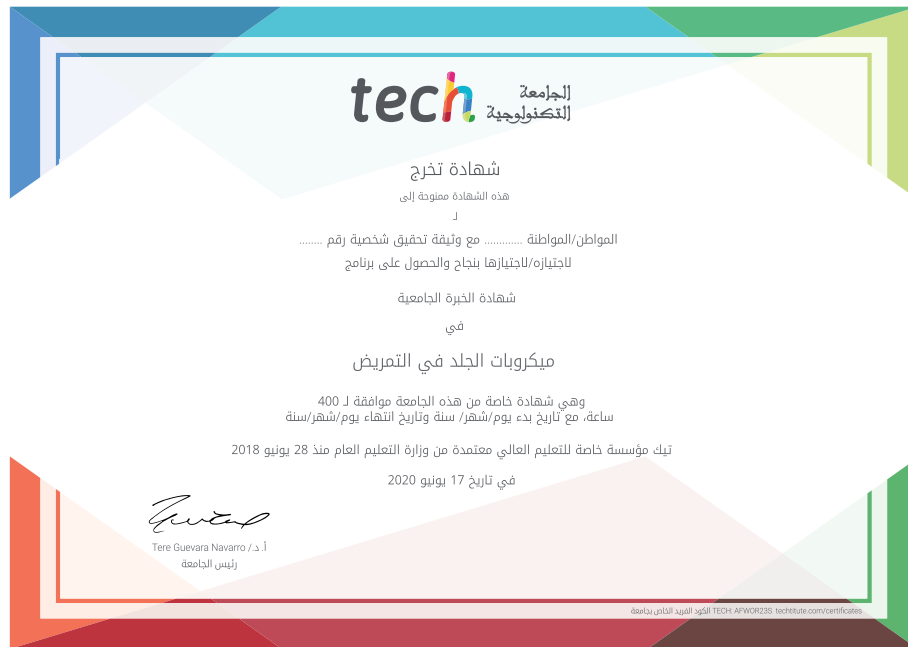 tech الجامعة
التكنولوجية
شهادة تخرج
هذه الشهادة ممنوحة إلى
لـ
المواطن/المواطنة ............ مع وثيقة تحقيق شخصية رقم ........
لاجتيازه/لاجتيازها بنجاح والحصول على برنامج
شهادة الخبرة الجامعية
في
ميكروبات الجلد في التمريض
وهي شهادة خاصة من هذه الجامعة موافقة لـ 400
ساعة، مع تاريخ بدء يوم/شهر/ سنة وتاريخ انتهاء يوم/شهر/سنة
تيك مؤسسة خاصة للتعليم العالي معتمدة من وزارة التعليم العام منذ 28 يونيو 2018
في تاريخ 17 يونيو 2020
أ. د./ Tere Guevara Navarro
رئيس الجامعة
الكود الفريد الخاص بجامعة TECH: AFWOR23S techtitute.com/certificates